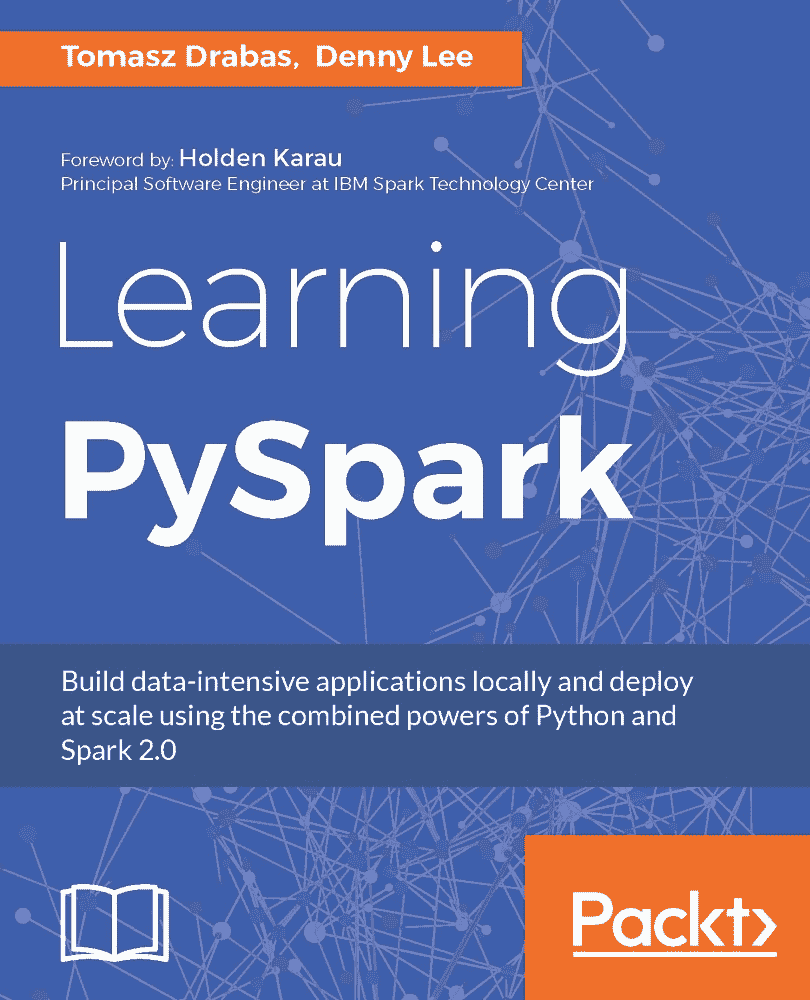 Tomasz Drabas, Denny Lee
Foreword by: Holden Karau
Principal Software Engineer at IBM Spark Technology Center
Learning
PySpark
Build data-intensive applications locally and deploy
at scale using the combined powers of Python and
Spark 2.0
Packt>